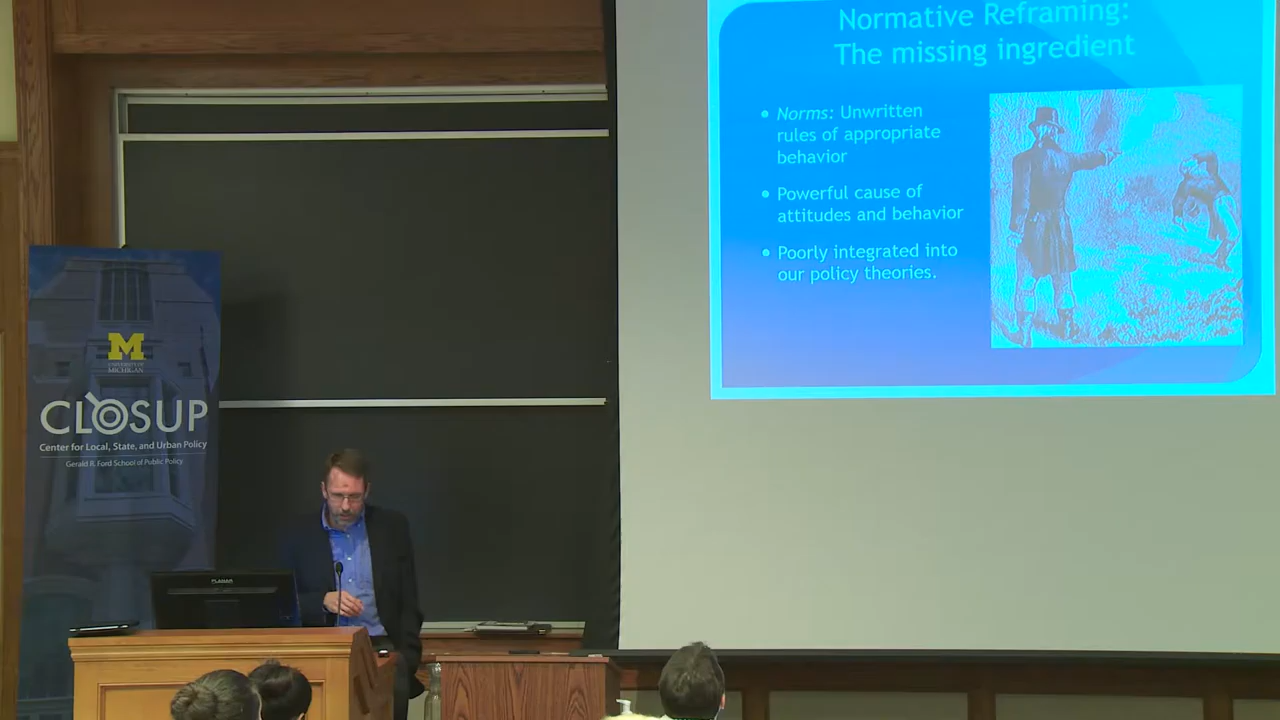 Normative Reframing:
The missing ingredient
• Norms: Unwritten
rules of appropriate
behavior
• Powerful cause of
attitudes and behavior
• Poorly integrated into
our policy theories.
M
UNIVERSITY OF
MICHIGAN
CLOSUP
Center for Local, State, and Urban Policy
Gerald R. Ford School of Public Policy
PLANAR